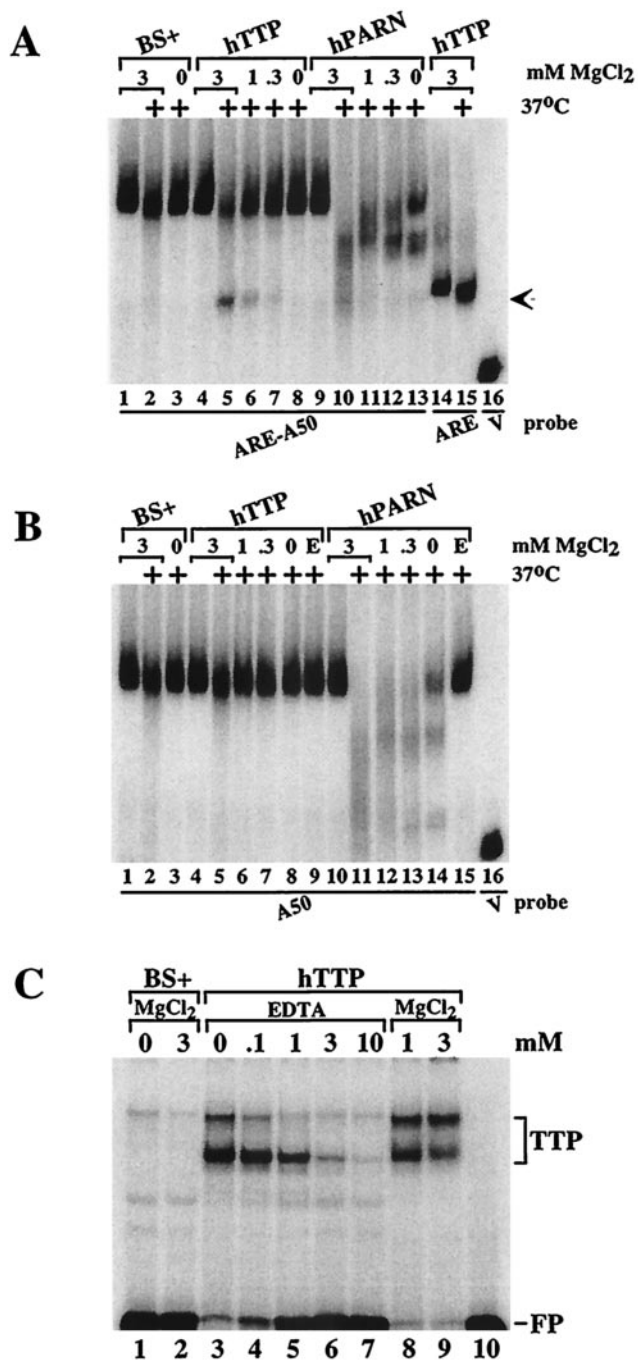 A
BS+ hTTP hPARN hTTP
3 0 3 1 .3 0 3 1 .3 0 3 mM MgCl2
+ + + + + + + + + + + 37ºC
1 2 3 4 5 6 7 8 9 10 11 12 13 14 15 16
ARE-A50 ARE V probe
B
BS+ hTTP hPARN
3 0 3 1 .3 0 E 3 1 .3 0 E mM MgCl2
+ + + + + + + + + + + + 37ºC
1 2 3 4 5 6 7 8 9 10 11 12 13 14 15 16
A50 V probe
C
BS+ hTTP
MgCl2 EDTA MgCl2
0 3 0 .1 1 3 10 1 3 mM
TTP
FP
1 2 3 4 5 6 7 8 9 10